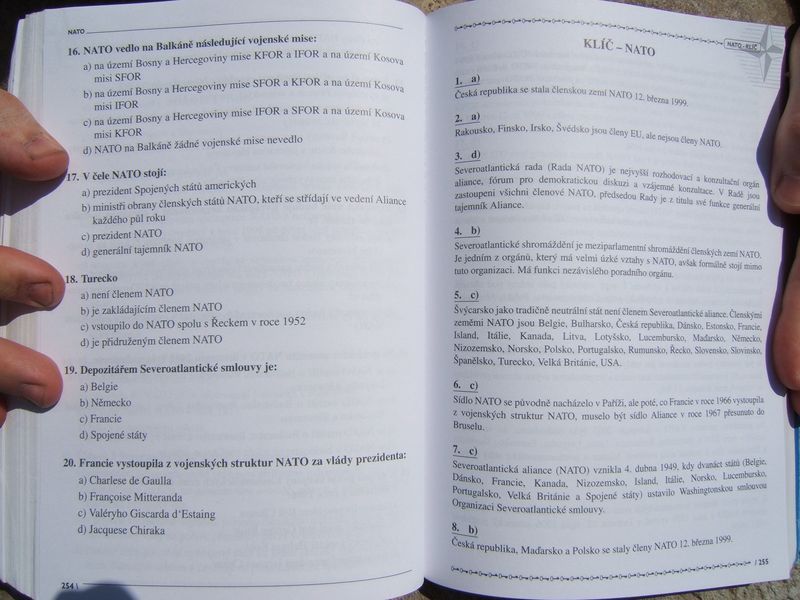 NATO
16. NATO vedlo na Balkáně následující vojenské mise:
a) na území Bosny a Hercegoviny mise KFOR a IFOR a na území Kosova
misi SFOR
b) na území Bosny a Hercegoviny mise SFOR a KFOR a na území Kosova
misi IFOR
c) na území Bosny a Hercegoviny mise IFOR a SFOR a na území Kosova
misi KFOR
d) NATO na Balkáně žádné vojenské mise nevedlo
17. V čele NATO stojí:
a) prezident Spojených států amerických
b) ministři obrany členských států NATO, kteří se střídají ve vedení Aliance
každého půl roku
c) prezident NATO
d) generální tajemník NATO
18. Turecko
a) není členem NATO
b) je zakládajícím členem NATO
c) vstoupilo do NATO spolu s Řeckem v roce 1952
d) je přidruženým členem NATO
19. Depozitářem Severoatlantické smlouvy je:
a) Belgie
b) Německo
c) Francie
d) Spojené státy
20. Francie vystoupila z vojenských struktur NATO za vlády prezidenta:
a) Charlese de Gaulla
b) Françoise Mitteranda
c) Valéryho Giscarda d'Estaing
d) Jacquese Chiraka
254 \
NATO - KLÍČ
KLÍČ – NATO
1. a)
Česká republika se stala členskou zemí NATO 12. března 1999.
2. a)
Rakousko, Finsko, Irsko, Švédsko jsou členy EU, ale nejsou členy NATO.
3. d)
Severoatlantická rada (Rada NATO) je nejvyšší rozhodovací a konzultační orgán
aliance, fórum pro demokratickou diskuzi a vzájemné konzultace. V Radě jsou
zastoupeni všichni členové NATO, předsedou Rady je z titulu své funkce generální
tajemník Aliance.
4. b)
Severoatlantické shromáždění je meziparlamentní shromáždění členských zemí NATO.
Je jedním z orgánů, který má velmi úzké vztahy s NATO, avšak formálně stojí mimo
tuto organizaci. Má funkci nezávislého poradního orgánu.
5. c)
Švýcarsko jako tradičně neutrální stát není členem Severoatlantické aliance. Členskými
zeměmi NATO jsou Belgie, Bulharsko, Česká republika, Dánsko, Estonsko, Francie,
Island, Itálie, Kanada, Litva, Lotyšsko, Lucembursko, Maďarsko, Německo,
Nizozemsko, Norsko, Polsko, Portugalsko, Rumunsko, Řecko, Slovensko, Slovinsko,
Španělsko, Turecko, Velká Británie, USA.
6. c)
Sídlo NATO se původně nacházelo v Paříži, ale poté, co Francie v roce 1966 vystoupila
z vojenských struktur NATO, muselo být sídlo Aliance v roce 1967 přesunuto do
Bruselu.
7. c)
Severoatlantická aliance (NATO) vznikla 4. dubna 1949, kdy dvanáct států (Belgie,
Dánsko, Francie, Kanada, Nizozemsko, Island, Itálie, Norsko, Lucembursko,
Portugalsko, Velká Británie a Spojené státy) ustavilo Washingtonskou smlouvou
Organizaci Severoatlantické smlouvy.
8. b)
Česká republika, Maďarsko a Polsko se staly členy NATO 12. března 1999.
/ 255